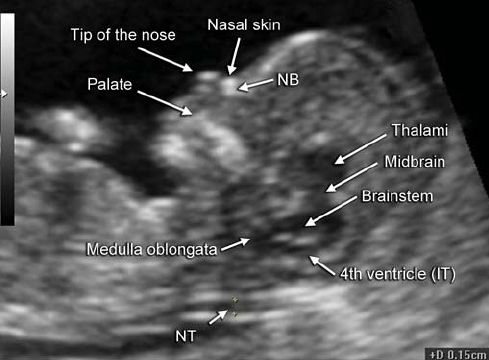 Nasal skin
Tip of the nose
NB
Palate
Thalami
Midbrain
Brainstem
Medulla oblongata
4th ventricle (IT)
NT
+D 0.15cm